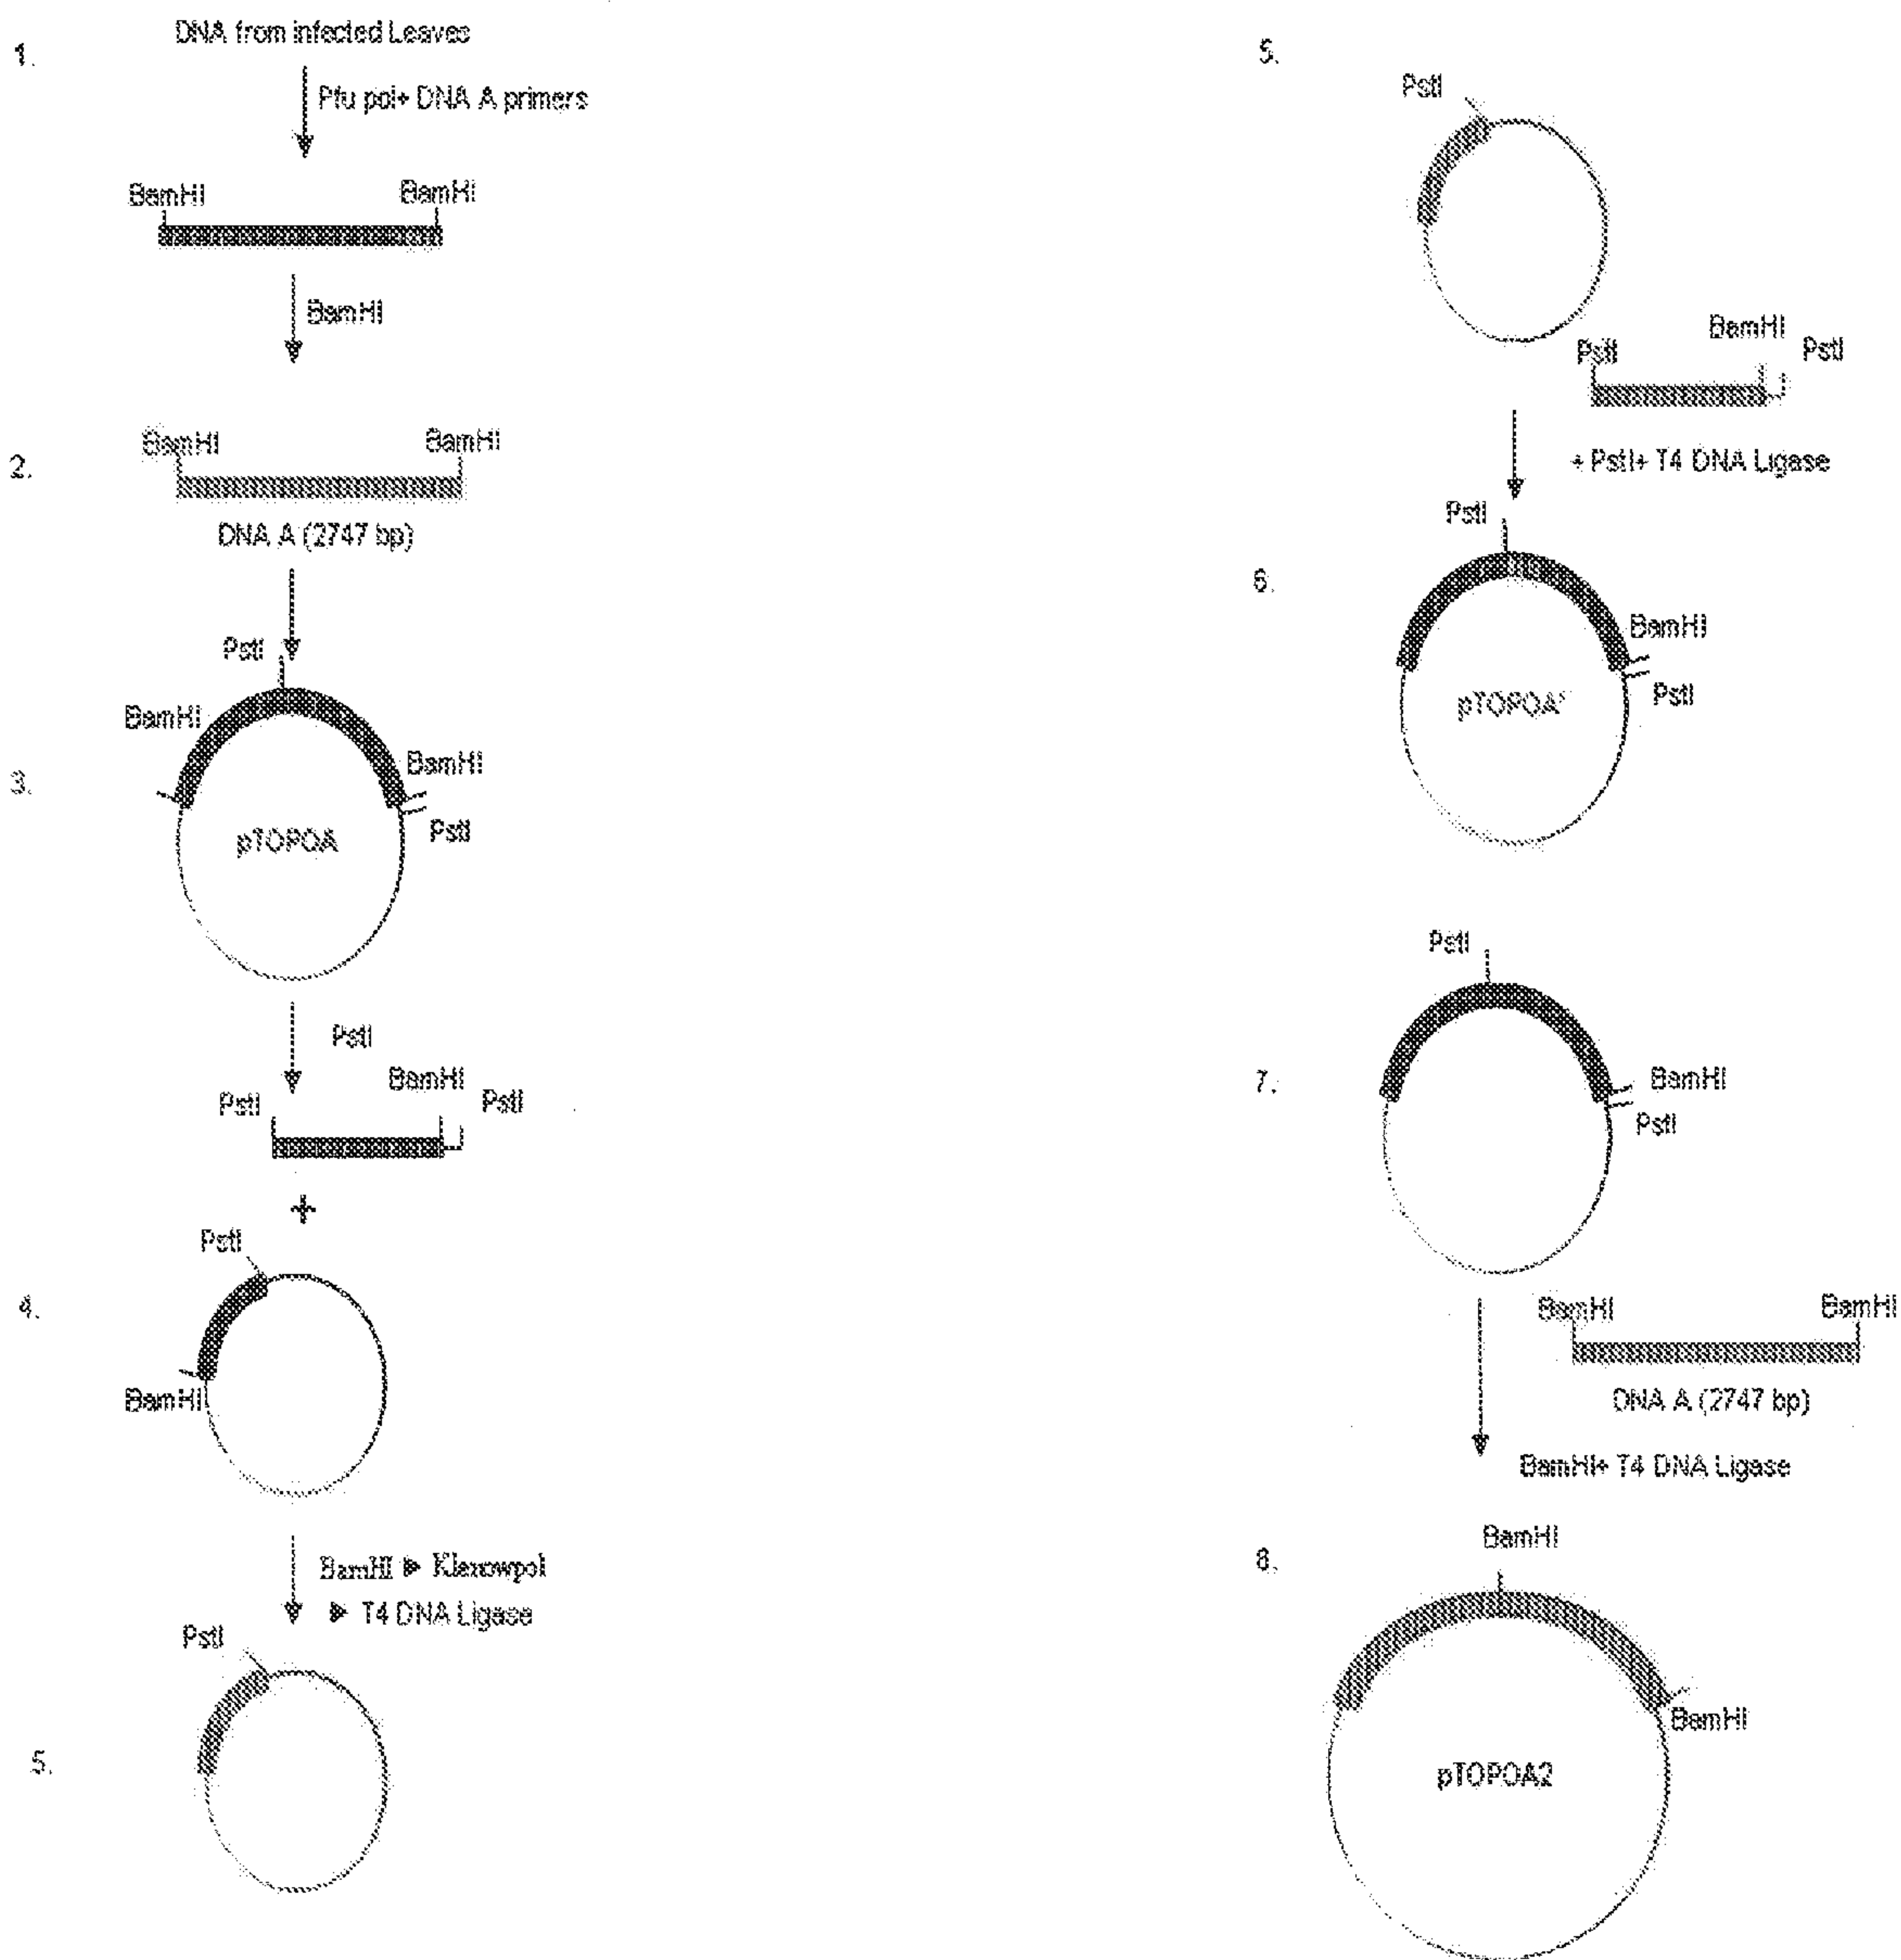 1.
DNA from infected Leaves
Pfu pol+ DNA A primers
BamHI
BamHI
BamHI
2.
BamHI
BamHI
DNA A (2747 bp)
PstI
BamHI
BamHI
3.
PstI
pTOPOA
PstI
BamHI
PstI
PstI
+
PstI
4.
BamHI
BamHI ▶ Klenowpol
▶ T4 DNA Ligase
PstI
5.
5.
PstI
BamHI
PstI
PstI
+ PstI+ T4 DNA Ligase
PstI
6.
BamHI
PstI
pTOPOA'
PstI
7.
BamHI
PstI
BamHI
BamHI
DNA A (2747 bp)
BamHI+ T4 DNA Ligase
BamHI
8.
BamHI
pTOPOA2